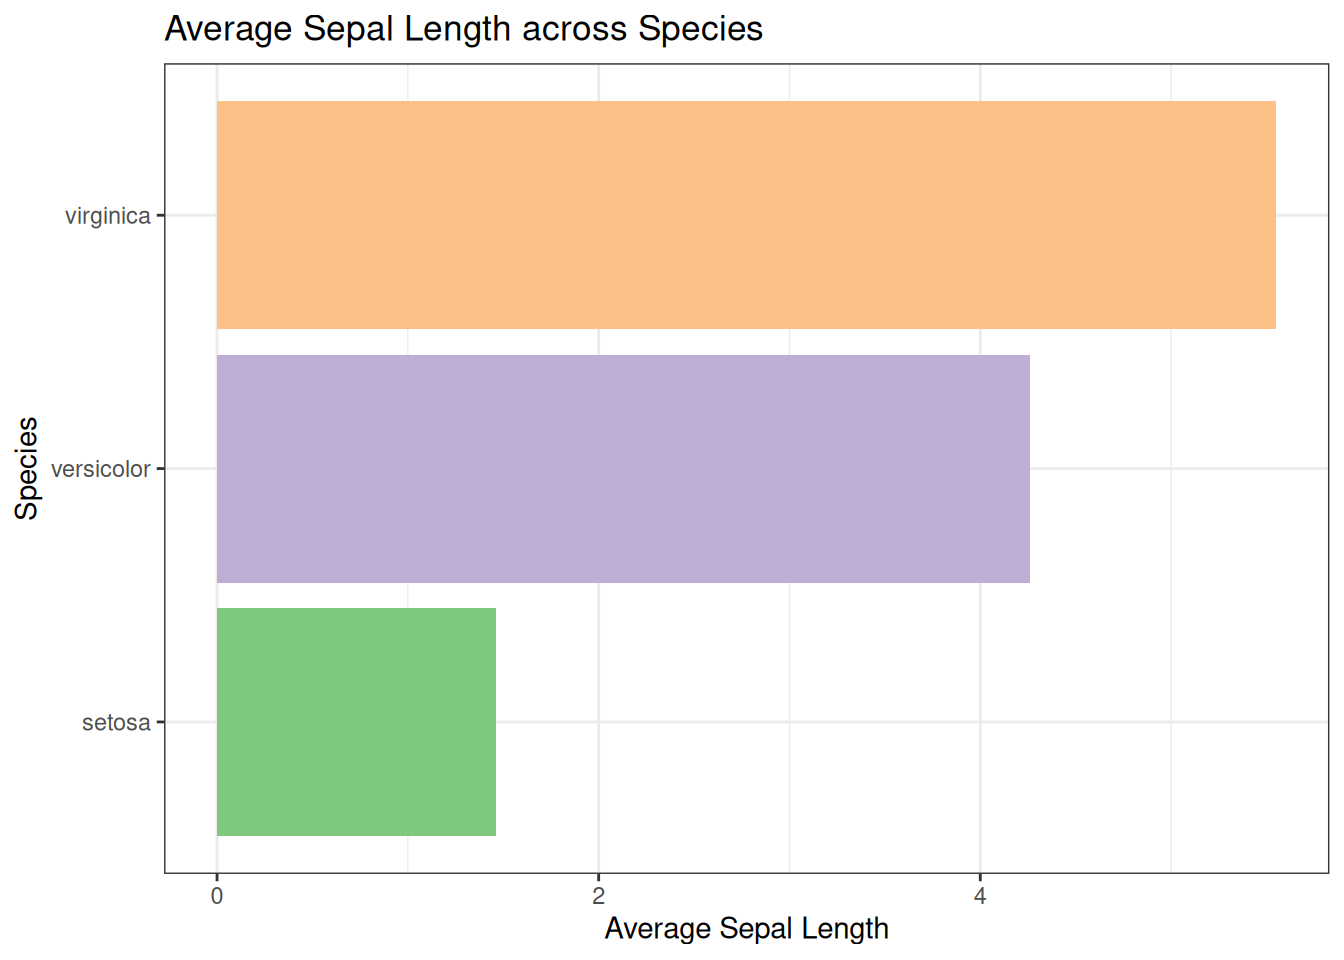 Average Sepal Length across Species
virginica
versicolor
setosa
Species
0 2 4
Average Sepal Length